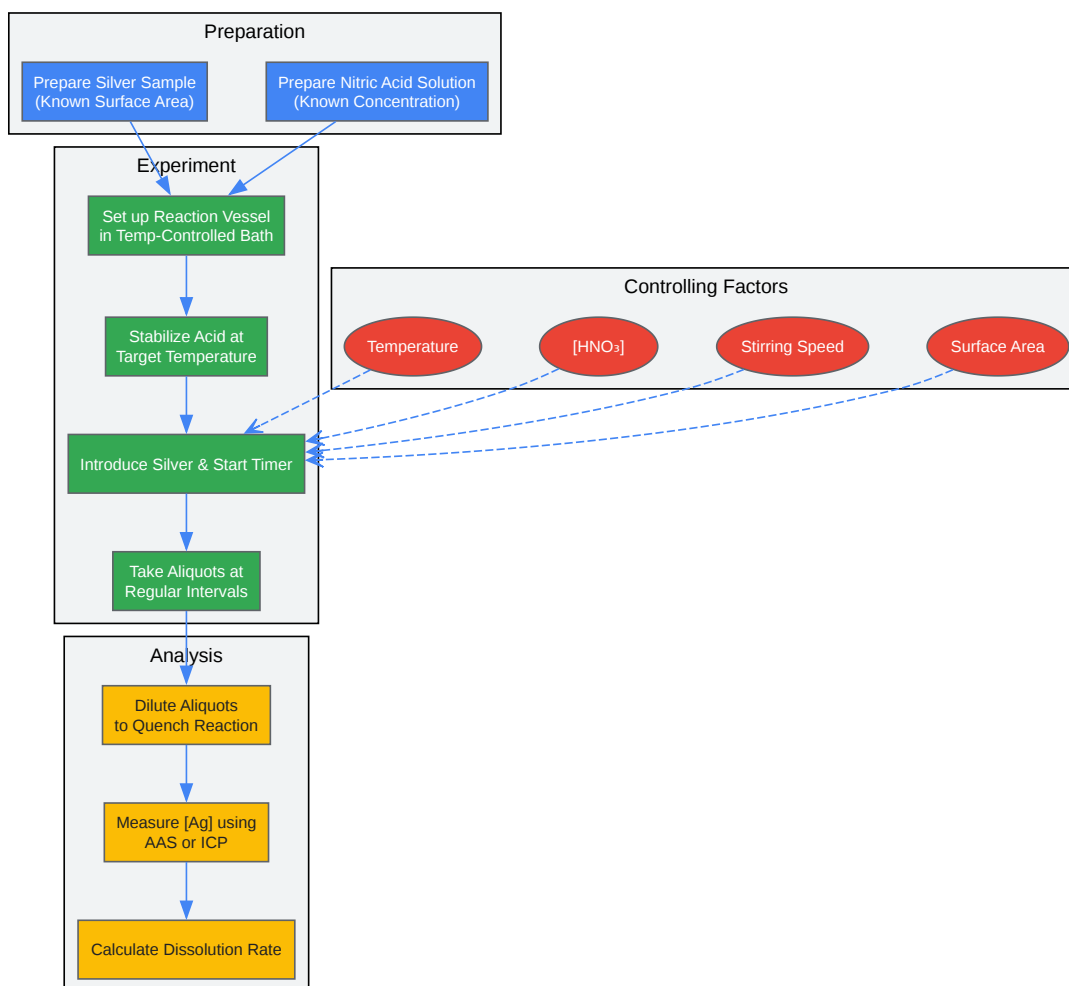 Preparation
Prepare Silver Sample
(Known Surface Area)
Prepare Nitric Acid Solution
(Known Concentration)
Experiment
Set up Reaction Vessel
in Temp-Controlled Bath
Controlling Factors
Stabilize Acid at
Target Temperature
Temperature
[HNO₃]
Stirring Speed
Surface Area
Introduce Silver & Start Timer
Take Aliquots at
Regular Intervals
Analysis
Dilute Aliquots
to Quench Reaction
Measure [Ag] using
AAS or ICP
Calculate Dissolution Rate